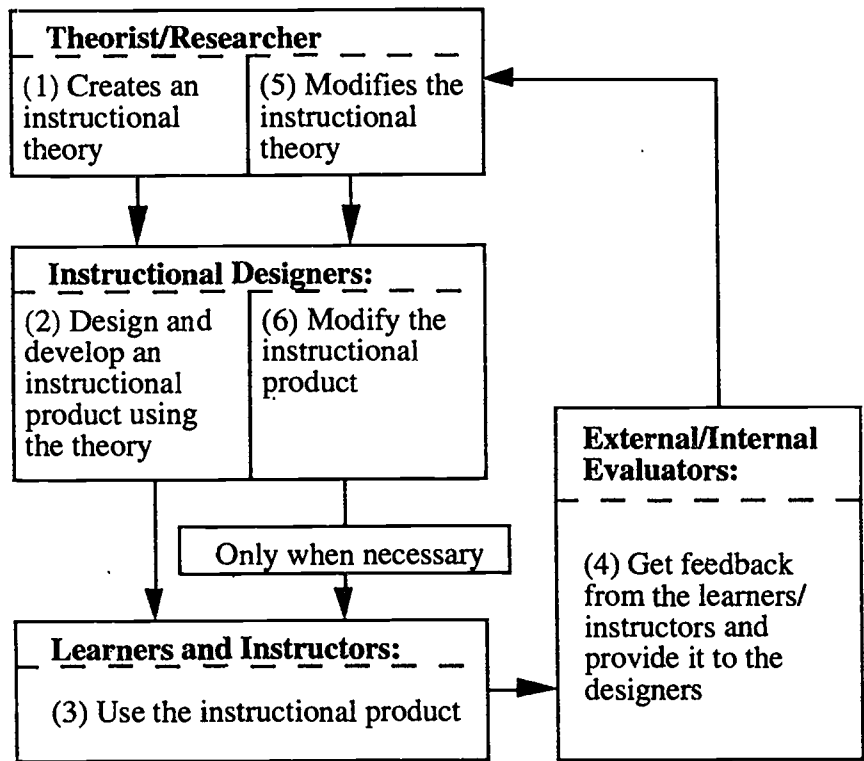 Theorist/Researcher
(1) Creates an
instructional
theory
(5) Modifies the
instructional
theory
Instructional Designers:
(2) Design and
develop an
instructional
product using
the theory
(6) Modify the
instructional
product
Only when necessary
Learners and Instructors:
(3) Use the instructional product
External/Internal
Evaluators:
(4) Get feedback
from the learners/
instructors and
provide it to the
designers